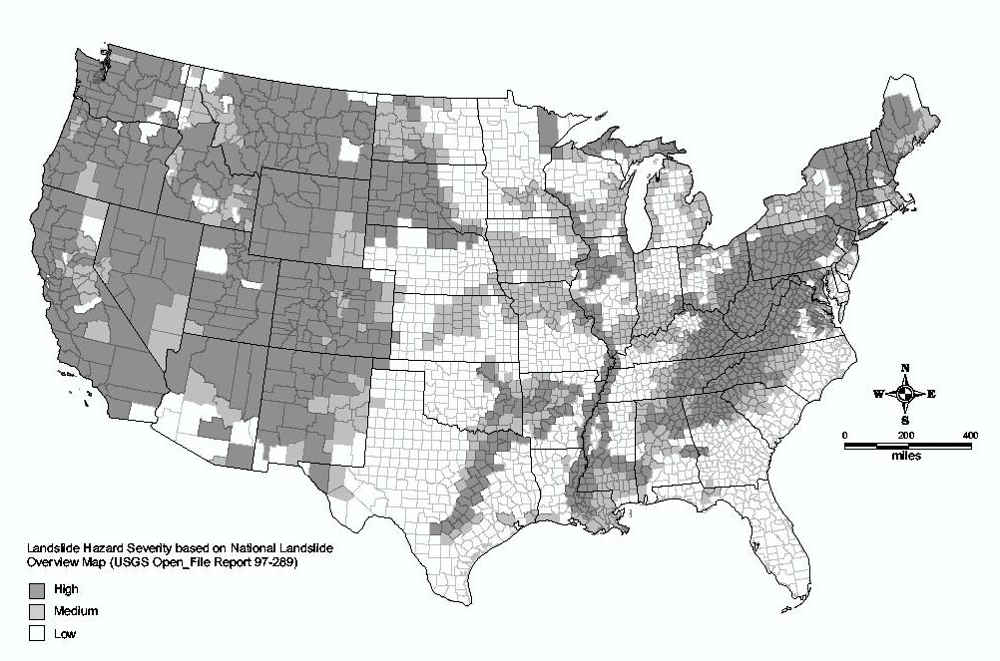 N
W E
S
0 200 400
miles
Landslide Hazard Severity based on National Landslide
Overview Map (USGS Open_File Report 97-289)
High
Medium
Low